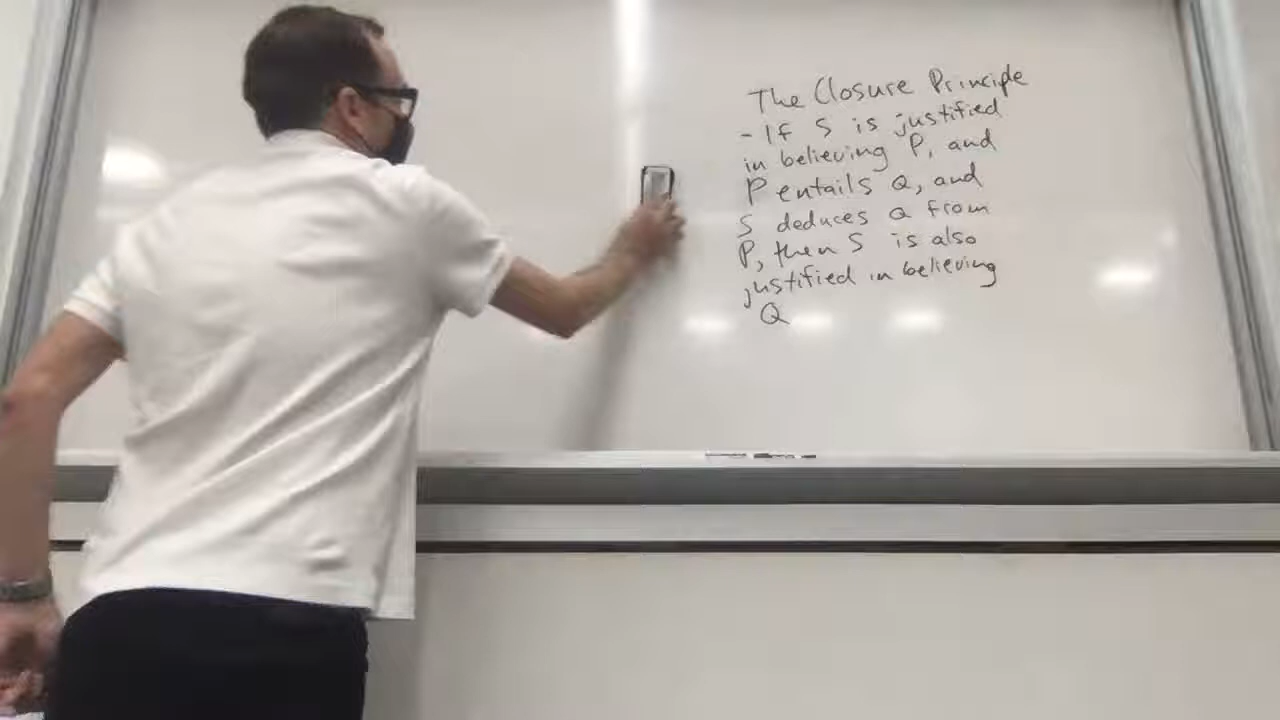 The Closure Principle
- If S is justified
in believing P, and
P entails Q, and
S deduces Q from
P, then S is also
justified in believing
Q